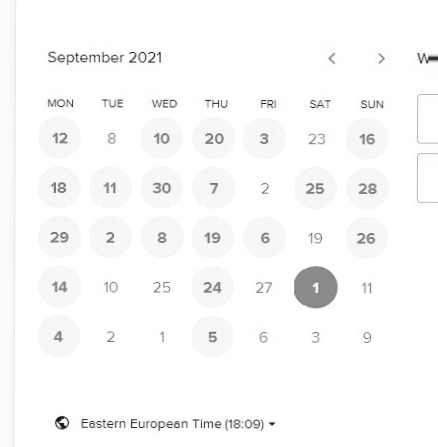 September 2021
MON TUE WED THU FRI SAT SUN
12 8 10 20 3 23 16
18 11 30 7 2 25 28
29 2 8 19 6 19 26
14 10 25 24 27 1 11
4 2 1 5 6 3 9
Eastern European Time (18:09)